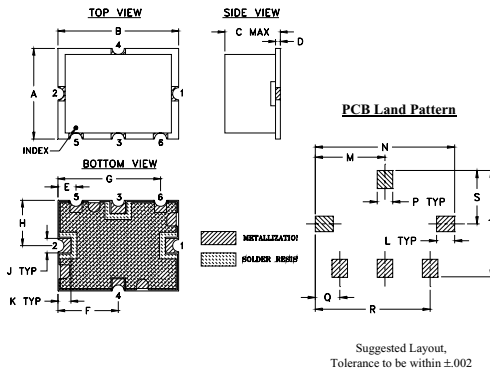 TOP VIEW
SIDE VIEW
B
4
C MAX
D
A
2
1
INDEX
5
3
6
BOTTOM VIEW
G
E
5
3
6
H
2
1
J TYP
K TYP
F
4
METALLIZATION
SOLDER RESIS
PCB Land Pattern
N
M
S
P TYP
L TYP
Q
R
Suggested Layout,
Tolerance to be within ±.002